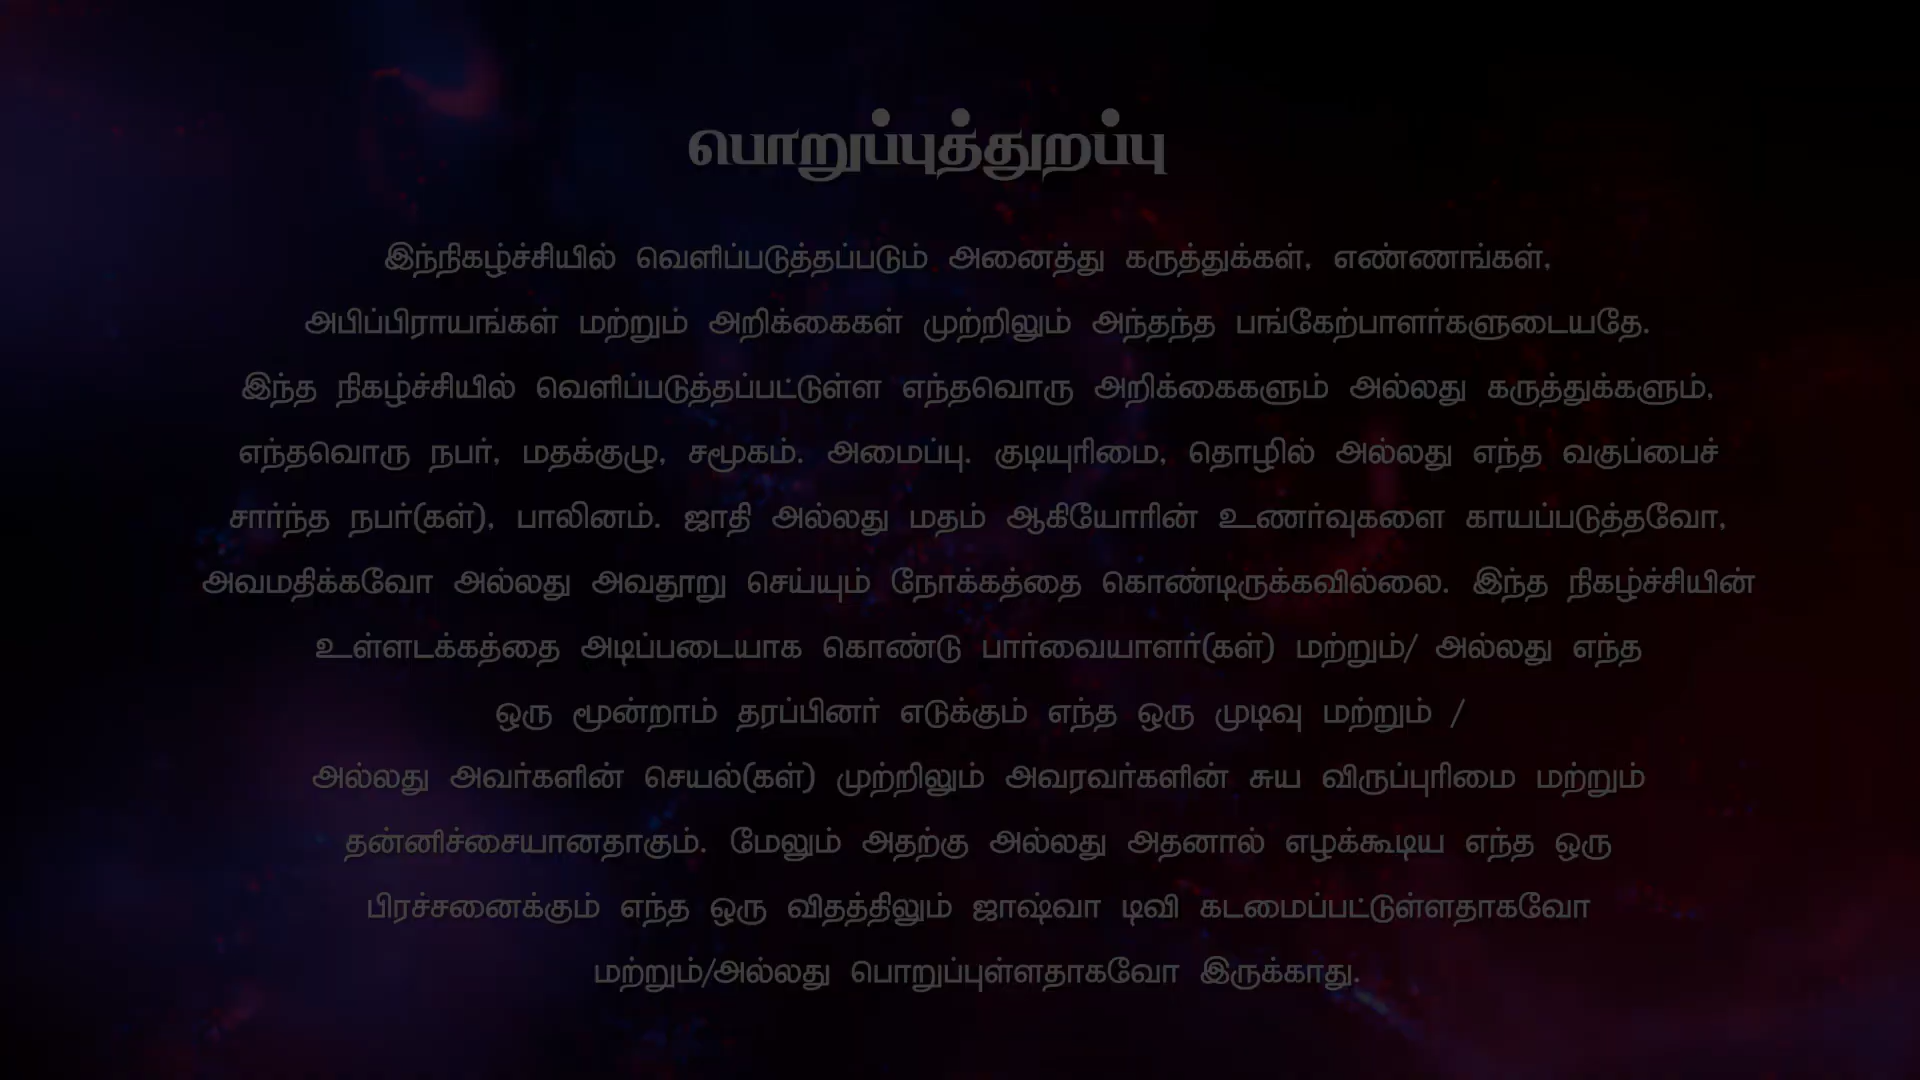 பொறுப்புத்துறப்பு
இந்நிகழ்ச்சியில் வெளிப்படுத்தப்படும் அனைத்து கருத்துக்கள், எண்ணங்கள்,
அபிப்பிராயங்கள் மற்றும் அறிக்கைகள் முற்றிலும் அந்தந்த பங்கேற்பாளர்களுடையதே.
இந்த நிகழ்ச்சியில் வெளிப்படுத்தப்பட்டுள்ள எந்தவொரு அறிக்கைகளும் அல்லது கருத்துக்களும்,
எந்தவொரு நபர், மதக்குழு, சமூகம். அமைப்பு. குடியுரிமை, தொழில் அல்லது எந்த வகுப்பைச்
சார்ந்த நபர்(கள்), பாலினம். ஜாதி அல்லது மதம் ஆகியோரின் உணர்வுகளை காயப்படுத்தவோ,
அவமதிக்கவோ அல்லது அவதூறு செய்யும் நோக்கத்தை கொண்டிருக்கவில்லை. இந்த நிகழ்ச்சியின்
உள்ளடக்கத்தை அடிப்படையாக கொண்டு பார்வையாளர்(கள்) மற்றும்/ அல்லது எந்த
ஒரு மூன்றாம் தரப்பினர் எடுக்கும் எந்த ஒரு முடிவு மற்றும் /
அல்லது அவர்களின் செயல்(கள்) முற்றிலும் அவரவர்களின் சுய விருப்புரிமை மற்றும்
தன்னிச்சையானதாகும். மேலும் அதற்கு அல்லது அதனால் எழக்கூடிய எந்த ஒரு
பிரச்சனைக்கும் எந்த ஒரு விதத்திலும் ஜாஷ்வா டிவி கடமைப்பட்டுள்ளதாகவோ
மற்றும்/அல்லது பொறுப்புள்ளதாகவோ இருக்காது.